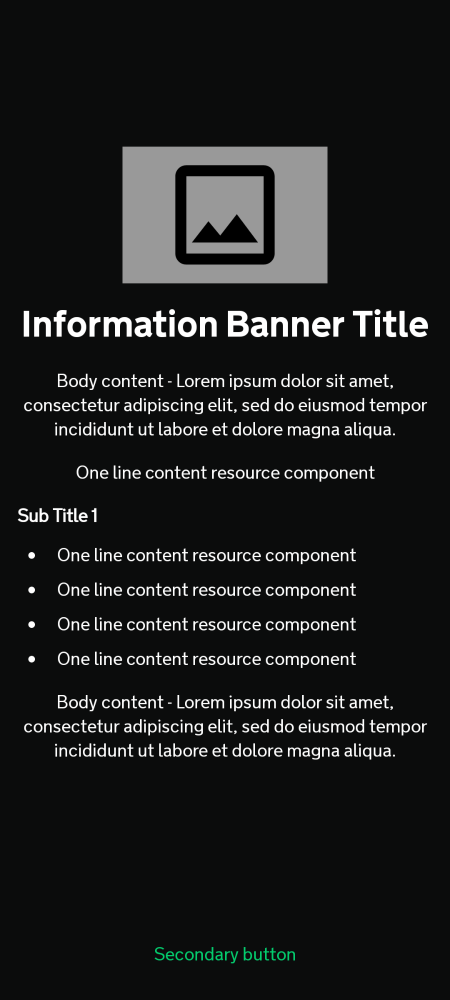 Information Banner Title
Body content - Lorem ipsum dolor sit amet,
consectetur adipiscing elit, sed do eiusmod tempor
incididunt ut labore et dolore magna aliqua.
One line content resource component
Sub Title 1
• One line content resource component
• One line content resource component
• One line content resource component
• One line content resource component
Body content - Lorem ipsum dolor sit amet,
consectetur adipiscing elit, sed do eiusmod tempor
incididunt ut labore et dolore magna aliqua.
Secondary button